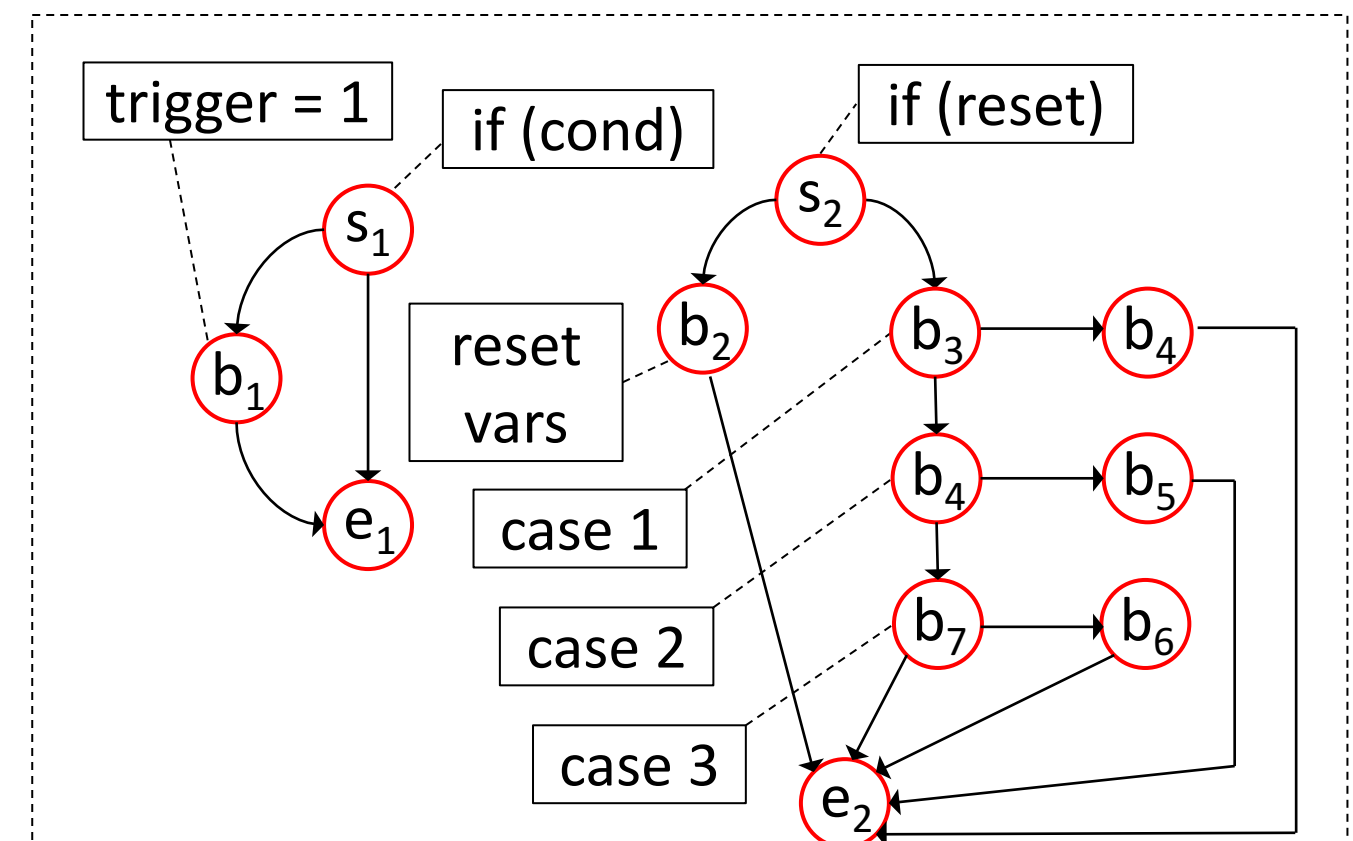 trigger = 1
if (cond)
if (reset)
s₁
s₂
b₁
e₁
reset
vars
b₂
b₃
b₄
case 1
b₄
b₅
case 2
b₇
b₆
case 3
e₂